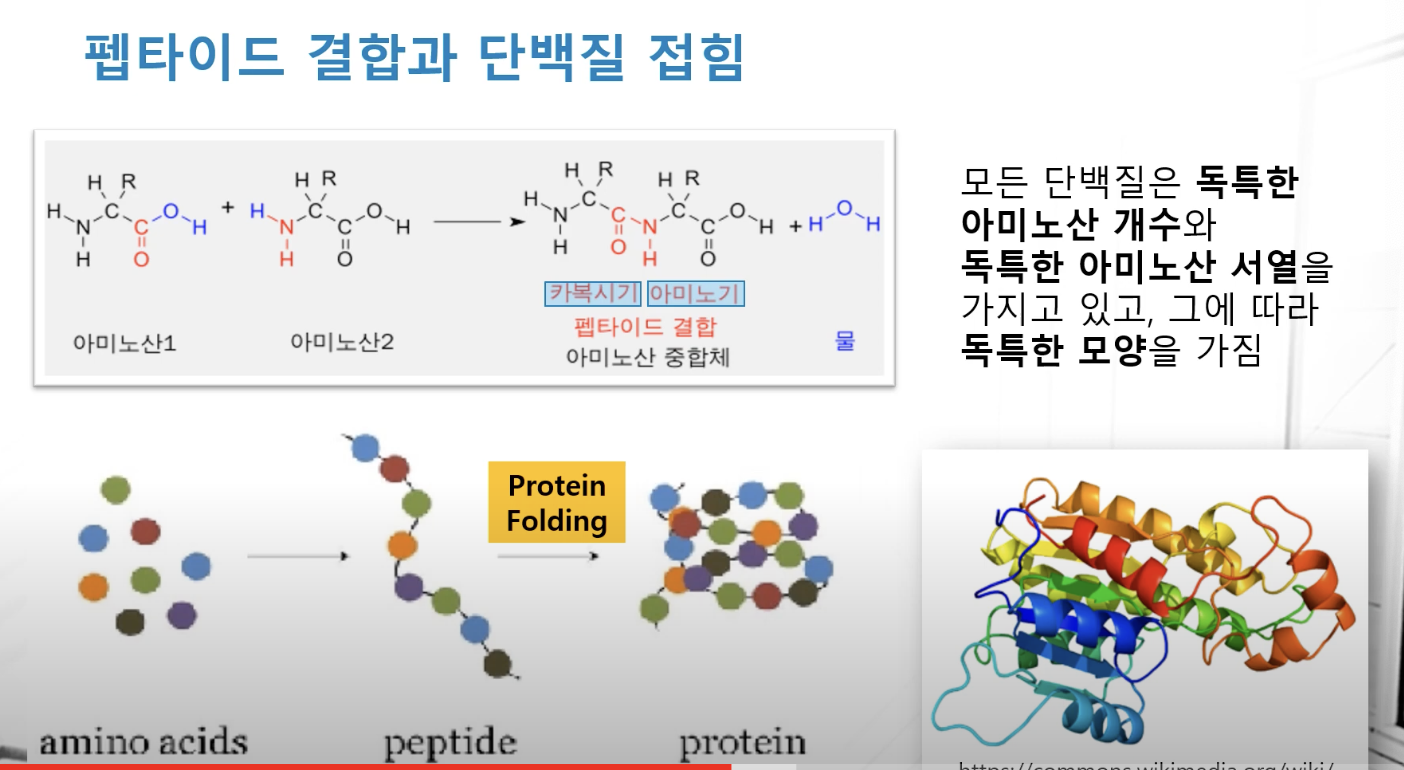 펩타이드 결합과 단백질 접힘
H R
H N C C O H
H O
+
H R
H N C C O H
H O
H R H R
H N C C N C C O H
H O H O
+ H O H
카복시기 아미노기
펩타이드 결합
아미노산1
아미노산2
아미노산 중합체
물
모든 단백질은 독특한
아미노산 개수와
독특한 아미노산 서열을
가지고 있고, 그에 따라
독특한 모양을 가짐
Protein
Folding
amino acids
peptide
protein
https://commons.wikimedia.org/wiki/